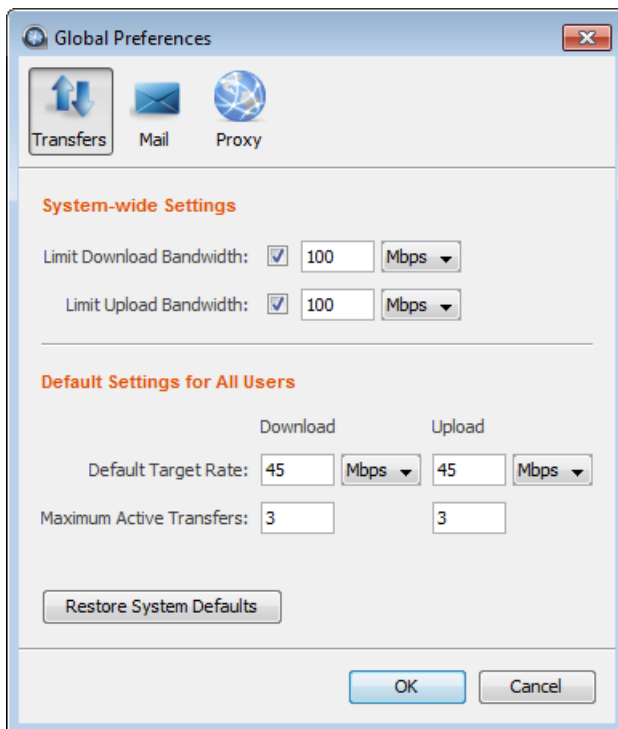 Global Preferences
Transfers Mail Proxy
System-wide Settings
Limit Download Bandwidth: 100 Mbps
Limit Upload Bandwidth: 100 Mbps
Default Settings for All Users
Download Upload
Default Target Rate: 45 Mbps 45 Mbps
Maximum Active Transfers: 3 3
Restore System Defaults
OK Cancel